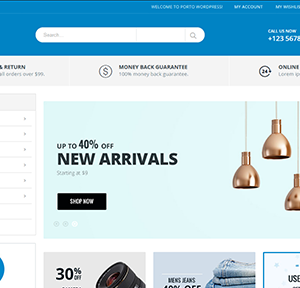 WELCOME TO PORTO WORDPRESS!  MY ACCOUNT  MY WISHLI
Search...
CALL US NOW
+123 5678
& RETURN
all orders over $99.
MONEY BACK GUARANTEE
100% money back guarantee.
24
ONLINE
Lorem ip
UP TO 40% OFF
NEW ARRIVALS
Starting at $9
SHOP NOW
30%
OFF
MEN'S JEANS
40% OFF
USE